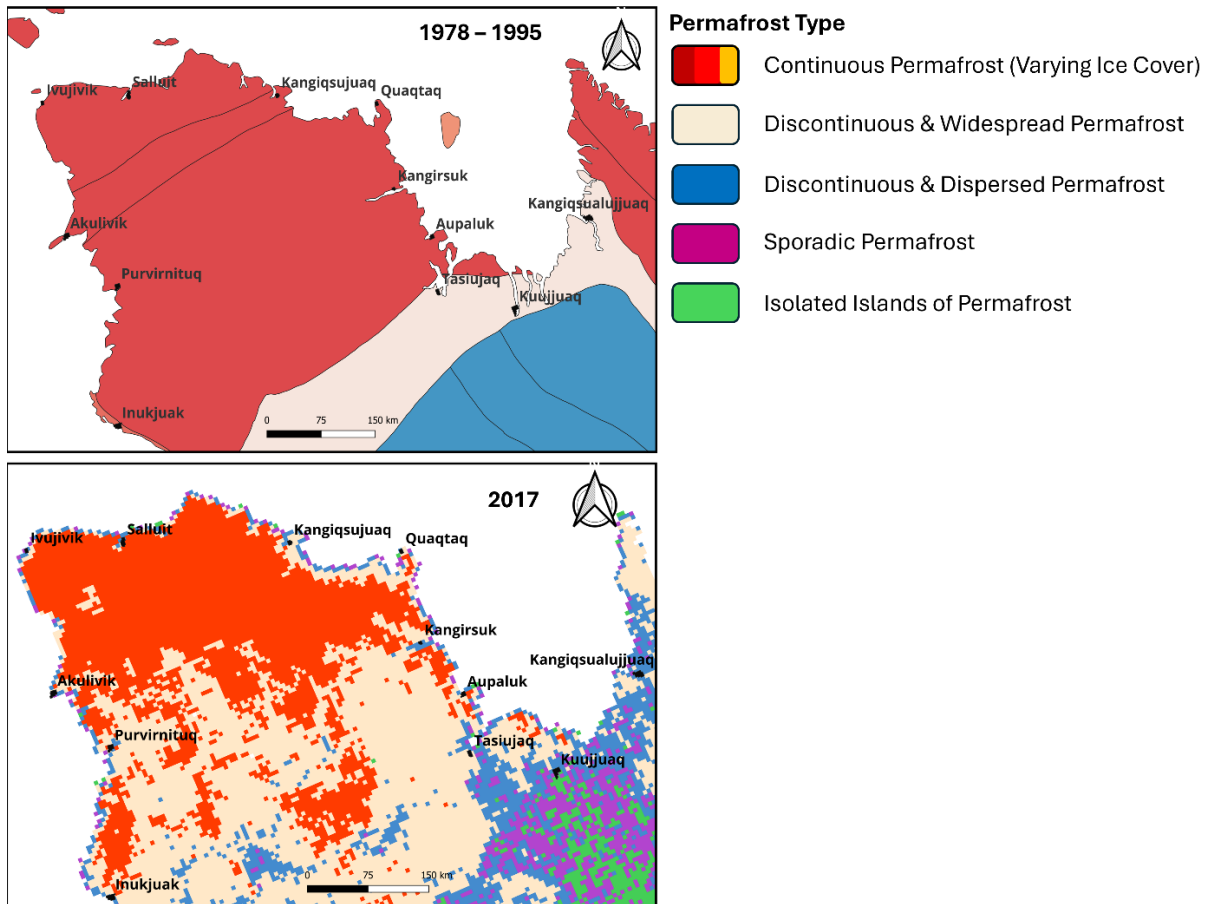 1978 – 1995
N
Ivujivik
Salluit
Kangiqsujuaq
Quaqtaq
Kangirsuk
Kangiqsualujjuaq
Akulivik
Aupaluk
Purvirnituq
Tasiujaq
Kuujjuaq
Inukjuak
0 75 150 km
Permafrost Type
Continuous Permafrost (Varying Ice Cover)
Discontinuous & Widespread Permafrost
Discontinuous & Dispersed Permafrost
Sporadic Permafrost
Isolated Islands of Permafrost
2017
N
Ivujivik
Salluit
Kangiqsujuaq
Quaqtaq
Kangirsuk
Kangiqsualujjuaq
Akulivik
Aupaluk
Purvirnituq
Tasiujaq
Kuujjuaq
Inukjuak
0 75 150 km